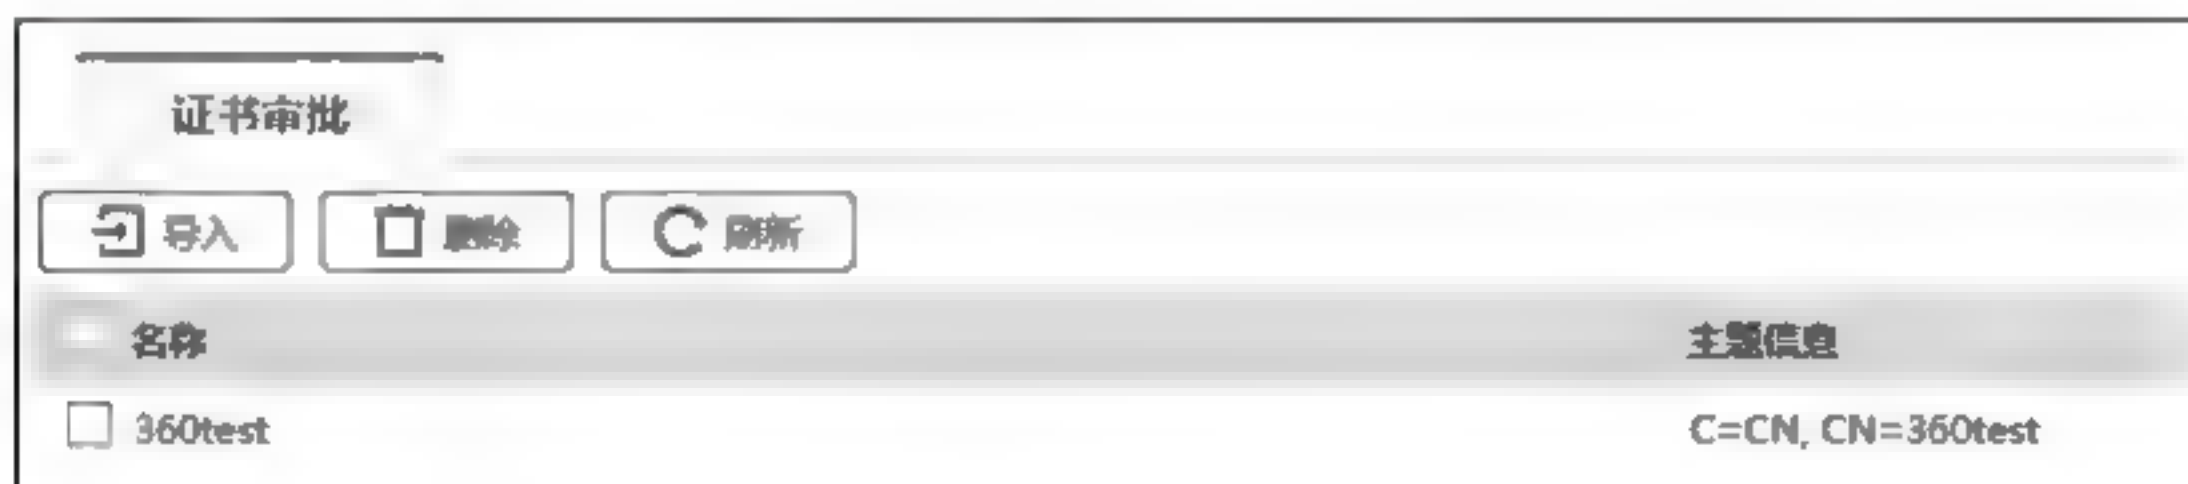 证书审批
导入 删除 刷新
名称 主题信息
360test C=CN, CN=360test